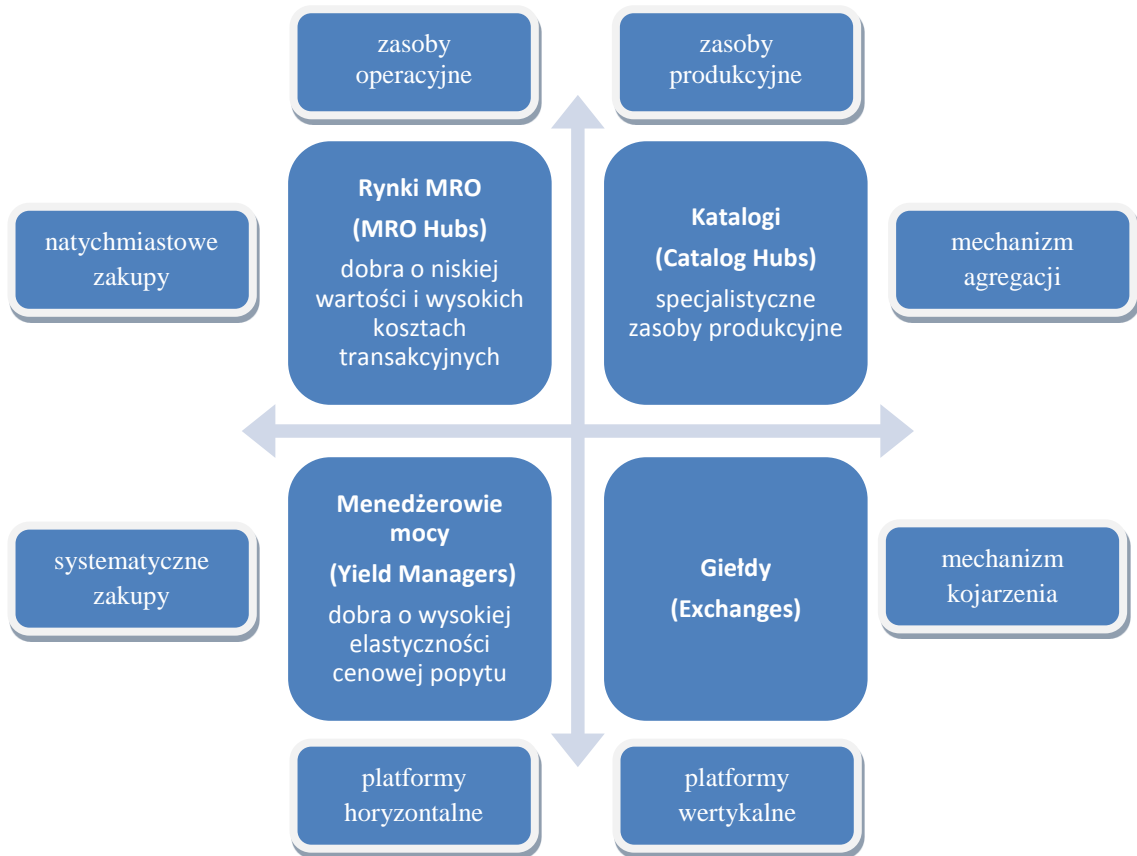 zasoby
operacyjne
zasoby
produkcyjne
Rynki MRO
(MRO Hubs)
dobra o niskiej
wartości i wysokich
kosztach
transakcyjnych
Katalogi
(Catalog Hubs)
specjalistyczne
zasoby produkcyjne
natychmiastowe
zakupy
mechanizm
agregacji
Menedżerowie
mocy
(Yield Managers)
dobra o wysokiej
elastyczności
cenowej popytu
Giełdy
(Exchanges)
systematyczne
zakupy
mechanizm
kojarzenia
platformy
horyzontalne
platformy
wertykalne